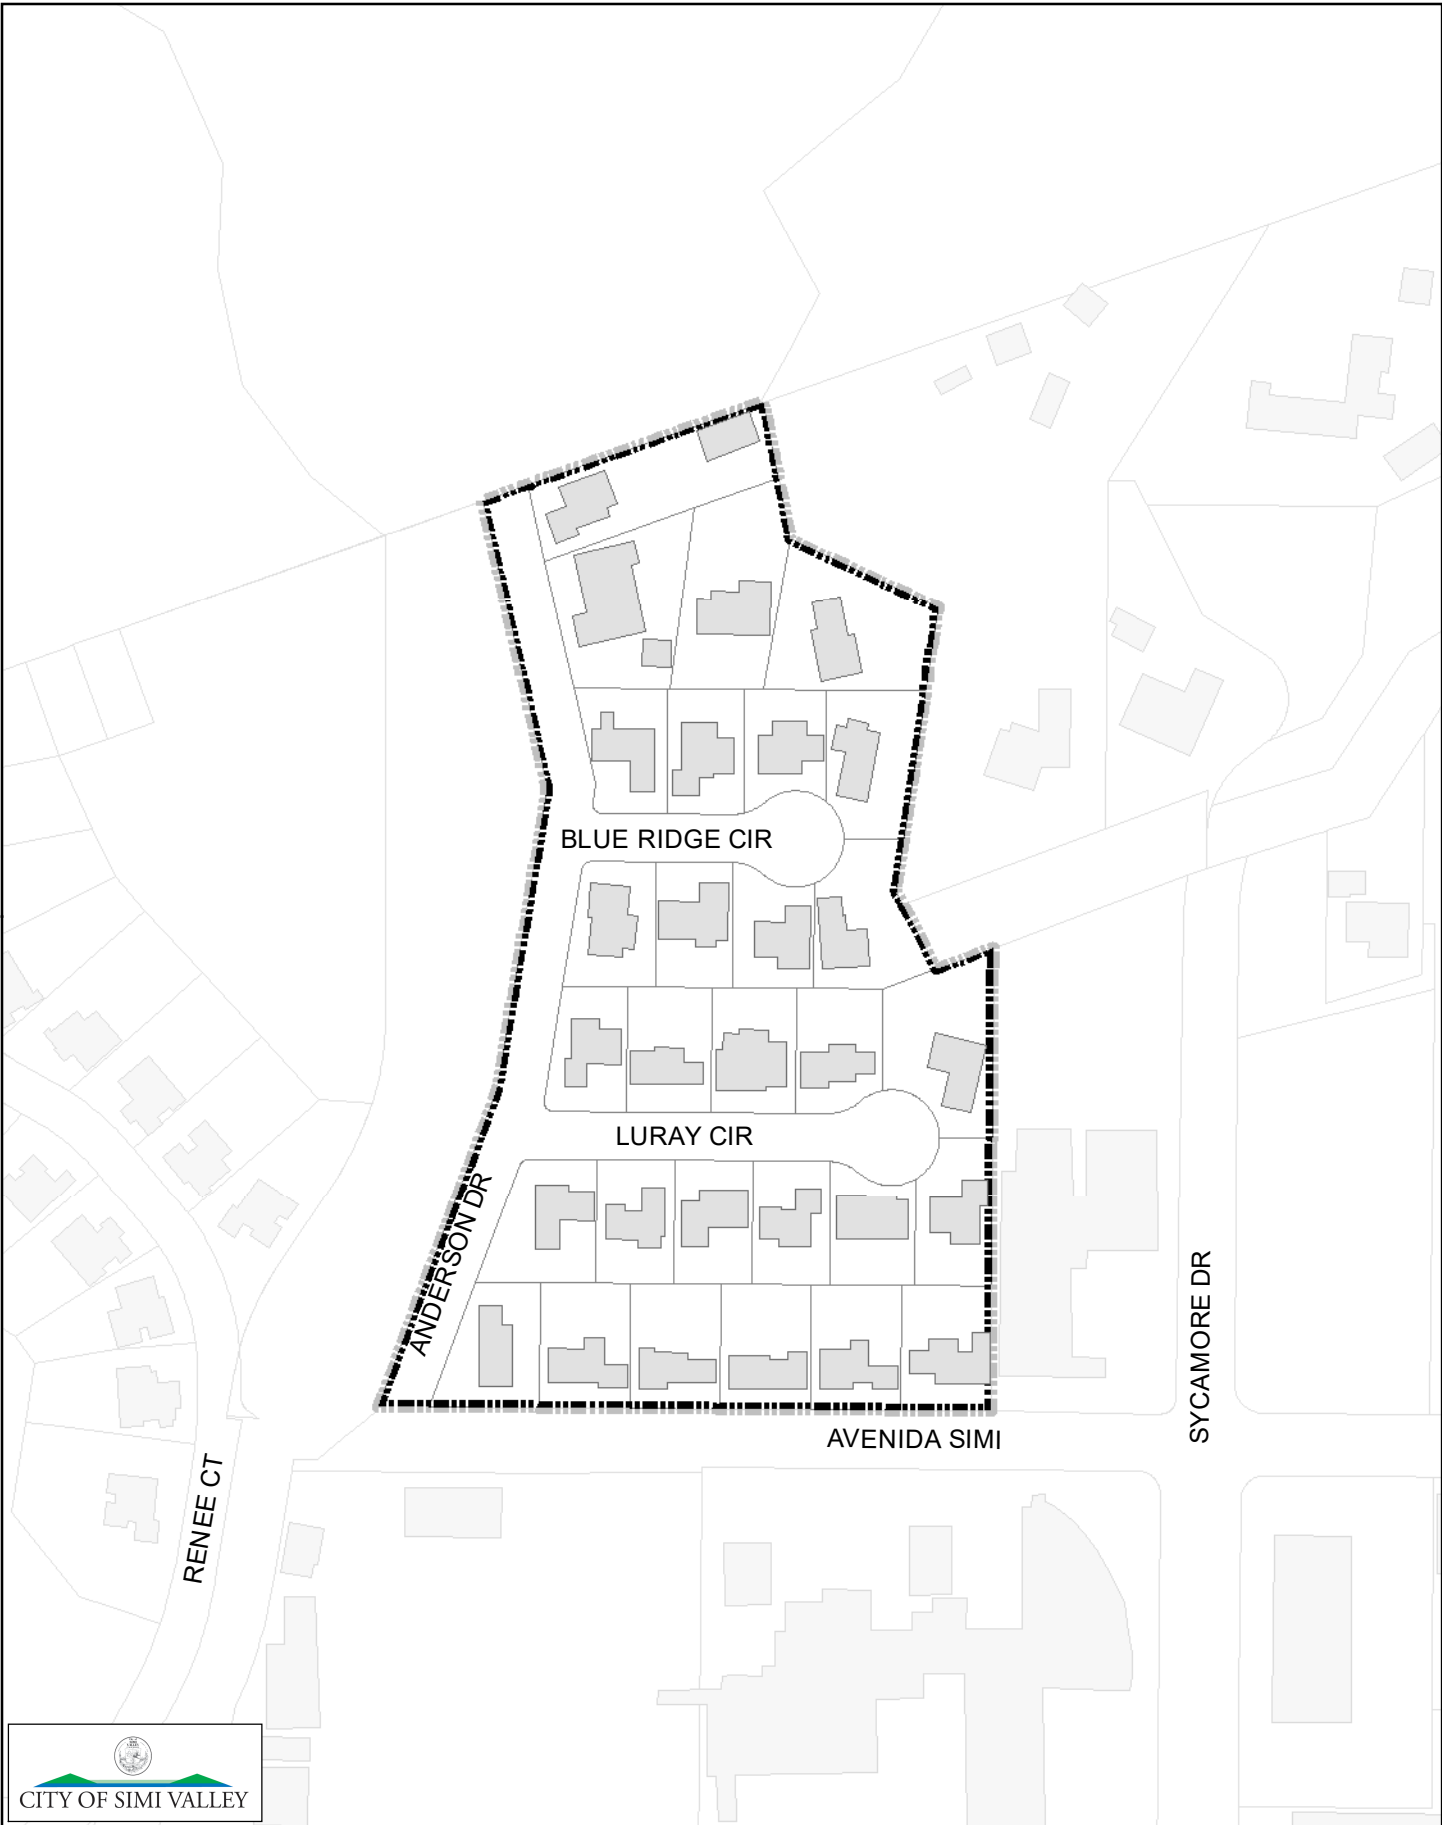 BLUE RIDGE CIR
LURAY CIR
ANDERSON DR
SYCAMORE DR
AVENIDA SIMI
RENEE CT
CITY OF SIMI VALLEY